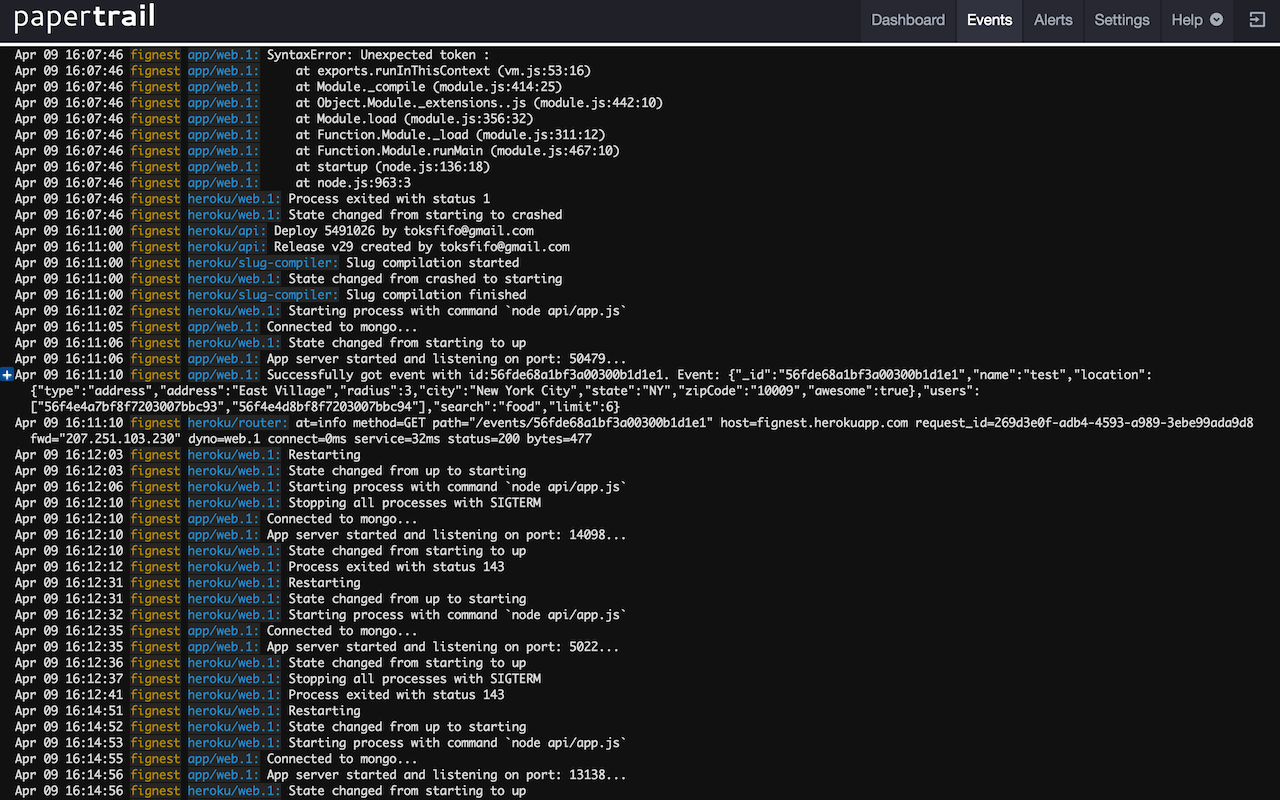 papertrail
Dashboard Events Alerts Settings Help
Apr 09 16:07:46 fignest app/web.1: SyntaxError: Unexpected token :
Apr 09 16:07:46 fignest app/web.1:     at exports.runInThisContext (vm.js:53:16)
Apr 09 16:07:46 fignest app/web.1:     at Module._compile (module.js:414:25)
Apr 09 16:07:46 fignest app/web.1:     at Object.Module._extensions..js (module.js:442:10)
Apr 09 16:07:46 fignest app/web.1:     at Module.load (module.js:356:32)
Apr 09 16:07:46 fignest app/web.1:     at Function.Module._load (module.js:311:12)
Apr 09 16:07:46 fignest app/web.1:     at Function.Module.runMain (module.js:467:10)
Apr 09 16:07:46 fignest app/web.1:     at startup (node.js:136:18)
Apr 09 16:07:46 fignest app/web.1:     at node.js:963:3
Apr 09 16:07:46 fignest heroku/web.1: Process exited with status 1
Apr 09 16:07:46 fignest heroku/web.1: State changed from starting to crashed
Apr 09 16:11:00 fignest heroku/api: Deploy 5491026 by toksfifo@gmail.com
Apr 09 16:11:00 fignest heroku/api: Release v29 created by toksfifo@gmail.com
Apr 09 16:11:00 fignest heroku/slug-compiler: Slug compilation started
Apr 09 16:11:00 fignest heroku/web.1: State changed from crashed to starting
Apr 09 16:11:00 fignest heroku/slug-compiler: Slug compilation finished
Apr 09 16:11:02 fignest heroku/web.1: Starting process with command `node api/app.js`
Apr 09 16:11:05 fignest app/web.1: Connected to mongo...
Apr 09 16:11:06 fignest heroku/web.1: State changed from starting to up
Apr 09 16:11:06 fignest app/web.1: App server started and listening on port: 50479...
Apr 09 16:11:10 fignest app/web.1: Successfully got event with id:56fde68a1bf3a00300b1d1e1. Event: {"_id":"56fde68a1bf3a00300b1d1e1","name":"test","location":
{"type":"address","address":"East Village","radius":3,"city":"New York City","state":"NY","zipCode":"10009","awesome":true},"users":
["56f4e4a7bf8f7203007bbc93","56f4e4d8bf8f7203007bbc94"],"search":"food","limit":6}
Apr 09 16:11:10 fignest heroku/router: at=info method=GET path="/events/56fde68a1bf3a00300b1d1e1" host=fignest.herokuapp.com request_id=269d3e0f-adb4-4593-a989-3ebe99ada9d8
fwd="207.251.103.230" dyno=web.1 connect=0ms service=32ms status=200 bytes=477
Apr 09 16:12:03 fignest heroku/web.1: Restarting
Apr 09 16:12:03 fignest heroku/web.1: State changed from up to starting
Apr 09 16:12:06 fignest heroku/web.1: Starting process with command `node api/app.js`
Apr 09 16:12:10 fignest heroku/web.1: Stopping all processes with SIGTERM
Apr 09 16:12:10 fignest app/web.1: Connected to mongo...
Apr 09 16:12:10 fignest app/web.1: App server started and listening on port: 14098...
Apr 09 16:12:10 fignest heroku/web.1: State changed from starting to up
Apr 09 16:12:12 fignest heroku/web.1: Process exited with status 143
Apr 09 16:12:31 fignest heroku/web.1: Restarting
Apr 09 16:12:31 fignest heroku/web.1: State changed from up to starting
Apr 09 16:12:32 fignest heroku/web.1: Starting process with command `node api/app.js`
Apr 09 16:12:35 fignest app/web.1: Connected to mongo...
Apr 09 16:12:35 fignest app/web.1: App server started and listening on port: 5022...
Apr 09 16:12:36 fignest heroku/web.1: State changed from starting to up
Apr 09 16:12:37 fignest heroku/web.1: Stopping all processes with SIGTERM
Apr 09 16:12:41 fignest heroku/web.1: Process exited with status 143
Apr 09 16:14:51 fignest heroku/web.1: Restarting
Apr 09 16:14:52 fignest heroku/web.1: State changed from up to starting
Apr 09 16:14:53 fignest heroku/web.1: Starting process with command `node api/app.js`
Apr 09 16:14:55 fignest app/web.1: Connected to mongo...
Apr 09 16:14:56 fignest app/web.1: App server started and listening on port: 13138...
Apr 09 16:14:56 fignest heroku/web.1: State changed from starting to up